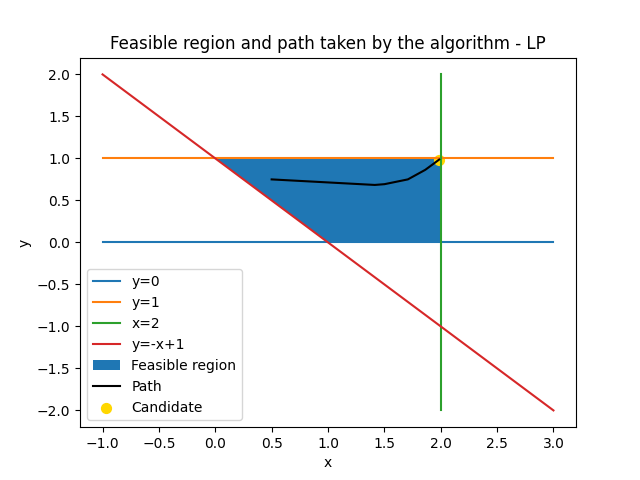 Feasible region and path taken by the algorithm - LP
2.0
1.5
1.0
0.5
0.0
−0.5
−1.0
−1.5
−2.0
y
y=0
y=1
x=2
y=-x+1
Feasible region
Path
Candidate
−1.0 −0.5 0.0 0.5 1.0 1.5 2.0 2.5 3.0
x